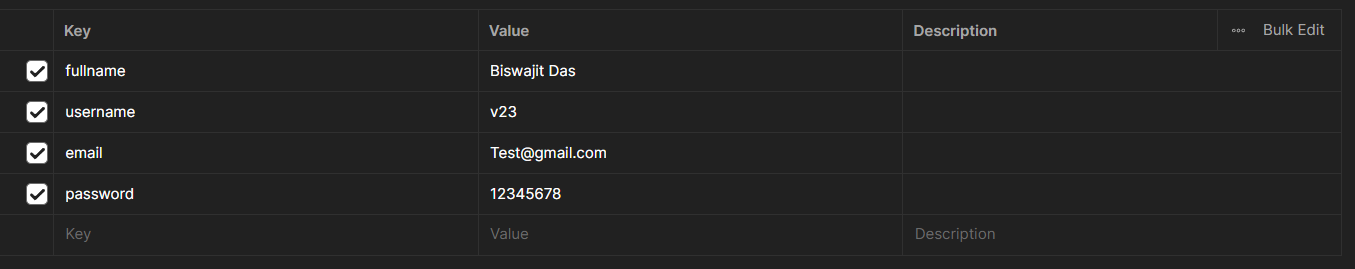 Key Value Description Bulk Edit
fullname Biswajit Das
username v23
email Test@gmail.com
password 12345678
Key Value Description